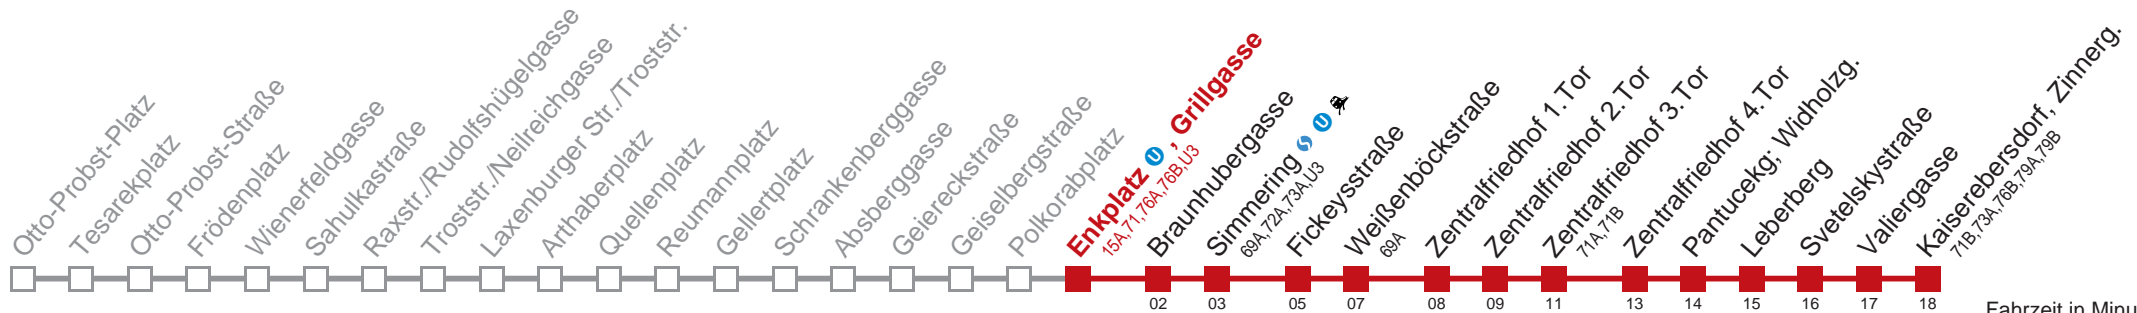 Otto-Probst-Platz
Tesarekplatz
Otto-Probst-Straße
Frödenplatz
Wienerfeldgasse
Sahulkastraße
Raxstr./Rudolfshügelgasse
Troststr./Neilreichgasse
Laxenburger Str./Troststr.
Arthaberplatz
Quellenplatz
Reumannplatz
Gellertplatz
Schrankenberggasse
Absberggasse
Geiereckstraße
Geiselbergstraße
Polkorabplatz
Enkplatz U , Grillgasse
15A,71,76A,76B,U3
Braunhubergasse
Simmering S U
69A,72A,73A,U3
Fickeysstraße
Weißenböckstraße
69A
Zentralfriedhof 1.Tor
Zentralfriedhof 2.Tor
Zentralfriedhof 3.Tor
71A,71B
Zentralfriedhof 4.Tor
Pantucekg; Widholzg.
Leberberg
Svetelskystraße
Valiergasse
Kaiserebersdorf, Zinnerg.
71B,73A,76B,79A,79B
02 03 05 07 08 09 11 13 14 15 16 17 18
Fahrzeit in Minu